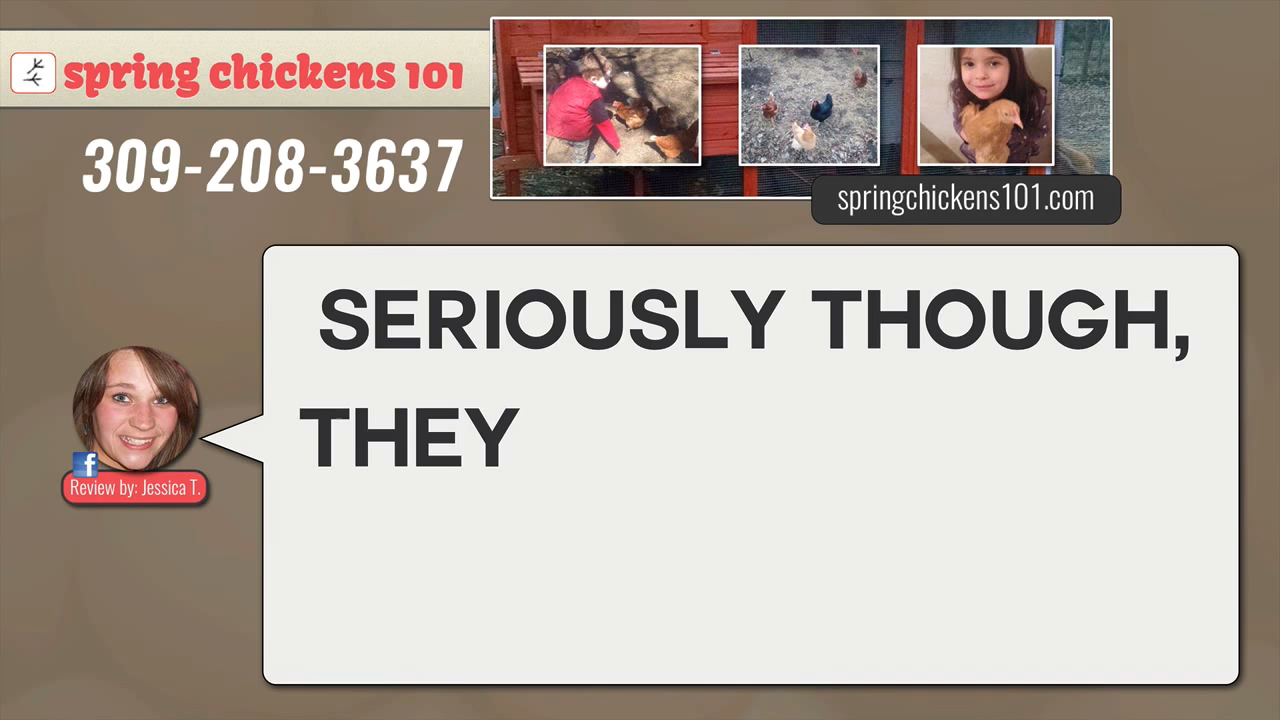 spring chickens 101
309-208-3637
springchickens101.com
SERIOUSLY THOUGH,
THEY
f
Review by: Jessica T.